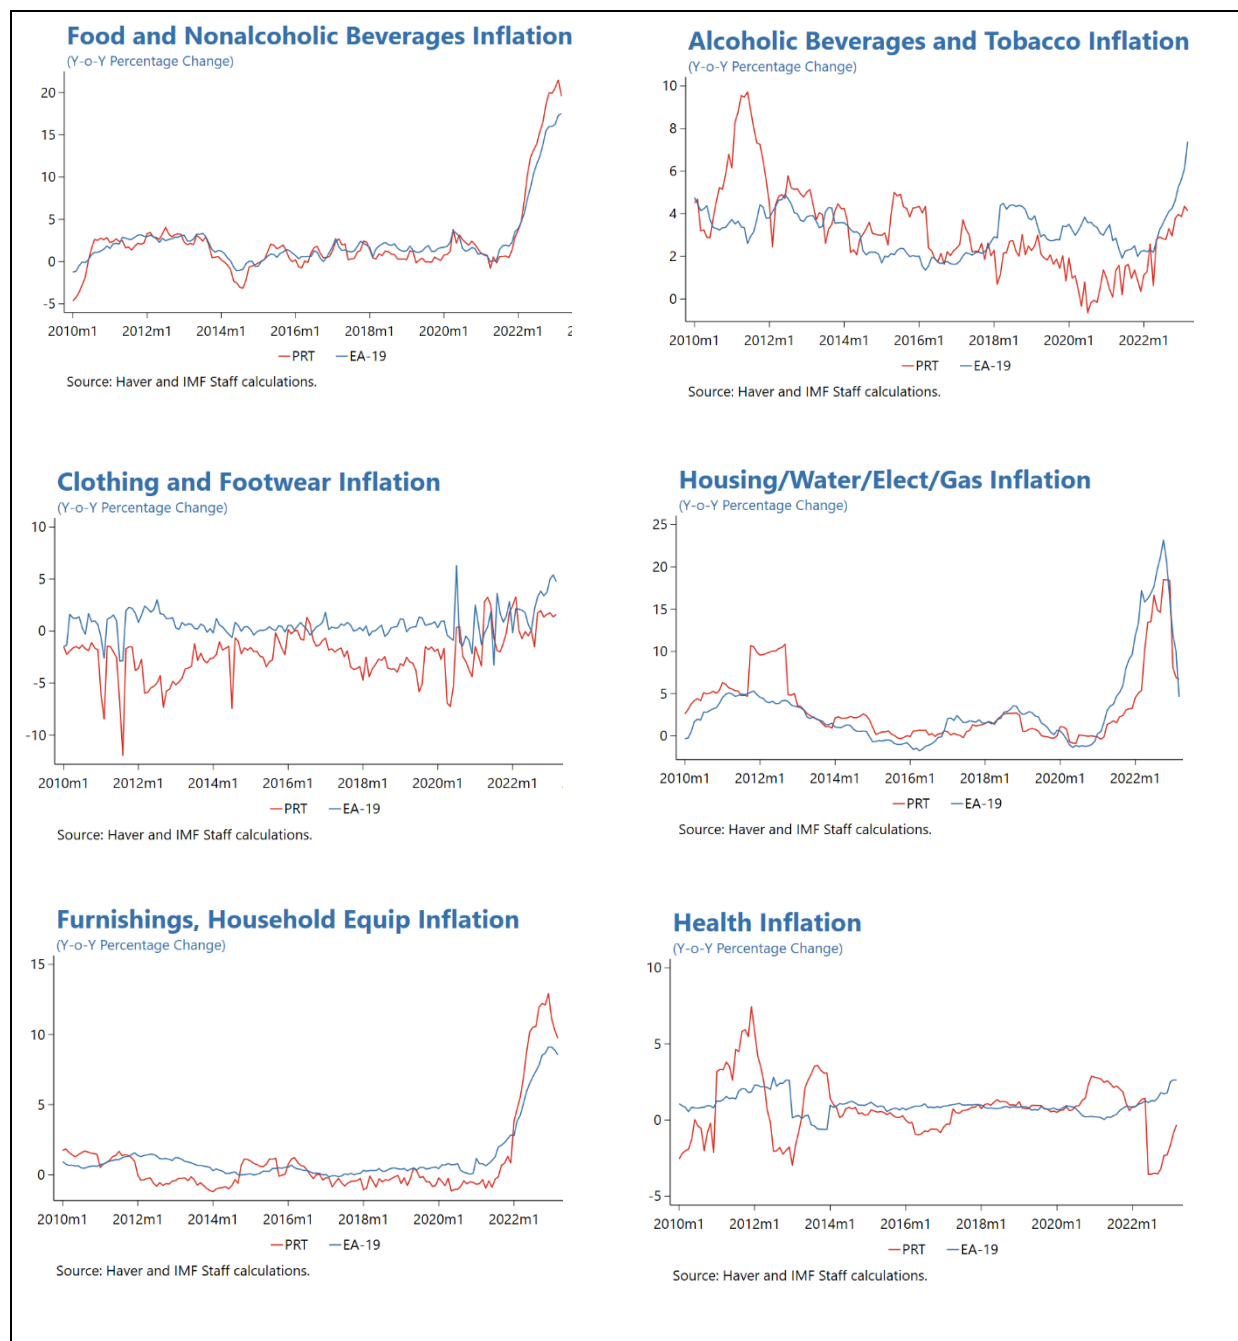 Food and Nonalcoholic Beverages Inflation
(Y-o-Y Percentage Change)
20
15
10
5
0
-5
2010m1 2012m1 2014m1 2016m1 2018m1 2020m1 2022m1 2
PRT EA-19
Source: Haver and IMF Staff calculations.
Alcoholic Beverages and Tobacco Inflation
(Y-o-Y Percentage Change)
10
8
6
4
2
0
2010m1 2012m1 2014m1 2016m1 2018m1 2020m1 2022m1
PRT EA-19
Source: Haver and IMF Staff calculations.
Clothing and Footwear Inflation
(Y-o-Y Percentage Change)
10
5
0
-5
-10
2010m1 2012m1 2014m1 2016m1 2018m1 2020m1 2022m1
PRT EA-19
Source: Haver and IMF Staff calculations.
Housing/Water/Elect/Gas Inflation
(Y-o-Y Percentage Change)
25
20
15
10
5
0
2010m1 2012m1 2014m1 2016m1 2018m1 2020m1 2022m1
PRT EA-19
Source: Haver and IMF Staff calculations.
Furnishings, Household Equip Inflation
(Y-o-Y Percentage Change)
15
10
5
0
2010m1 2012m1 2014m1 2016m1 2018m1 2020m1 2022m1
PRT EA-19
Source: Haver and IMF Staff calculations.
Health Inflation
(Y-o-Y Percentage Change)
10
5
0
-5
2010m1 2012m1 2014m1 2016m1 2018m1 2020m1 2022m1
PRT EA-19
Source: Haver and IMF Staff calculations.